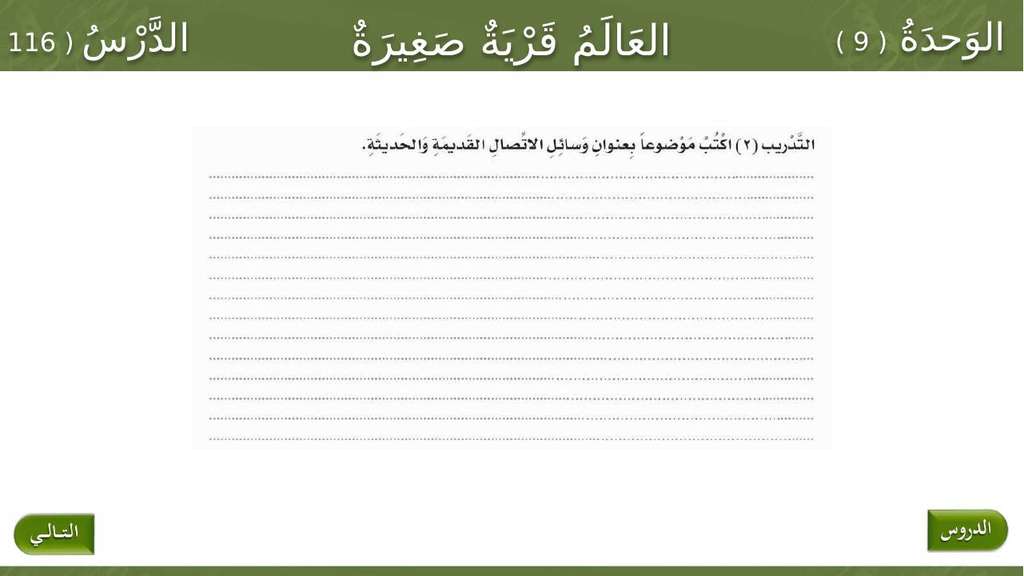 الوَحدَةُ ( 9 )
العَالَمُ قَرْيَةٌ صَغِيرَةٌ
الدَّرْسُ ( 116
التَّدْريب (٢) اكْتُبْ مَوْضوعاً بِعنوانِ وَسائِلِ الاتِّصالِ القَديمَةِ وَالحَديثَةِ.
الدروس
التالي